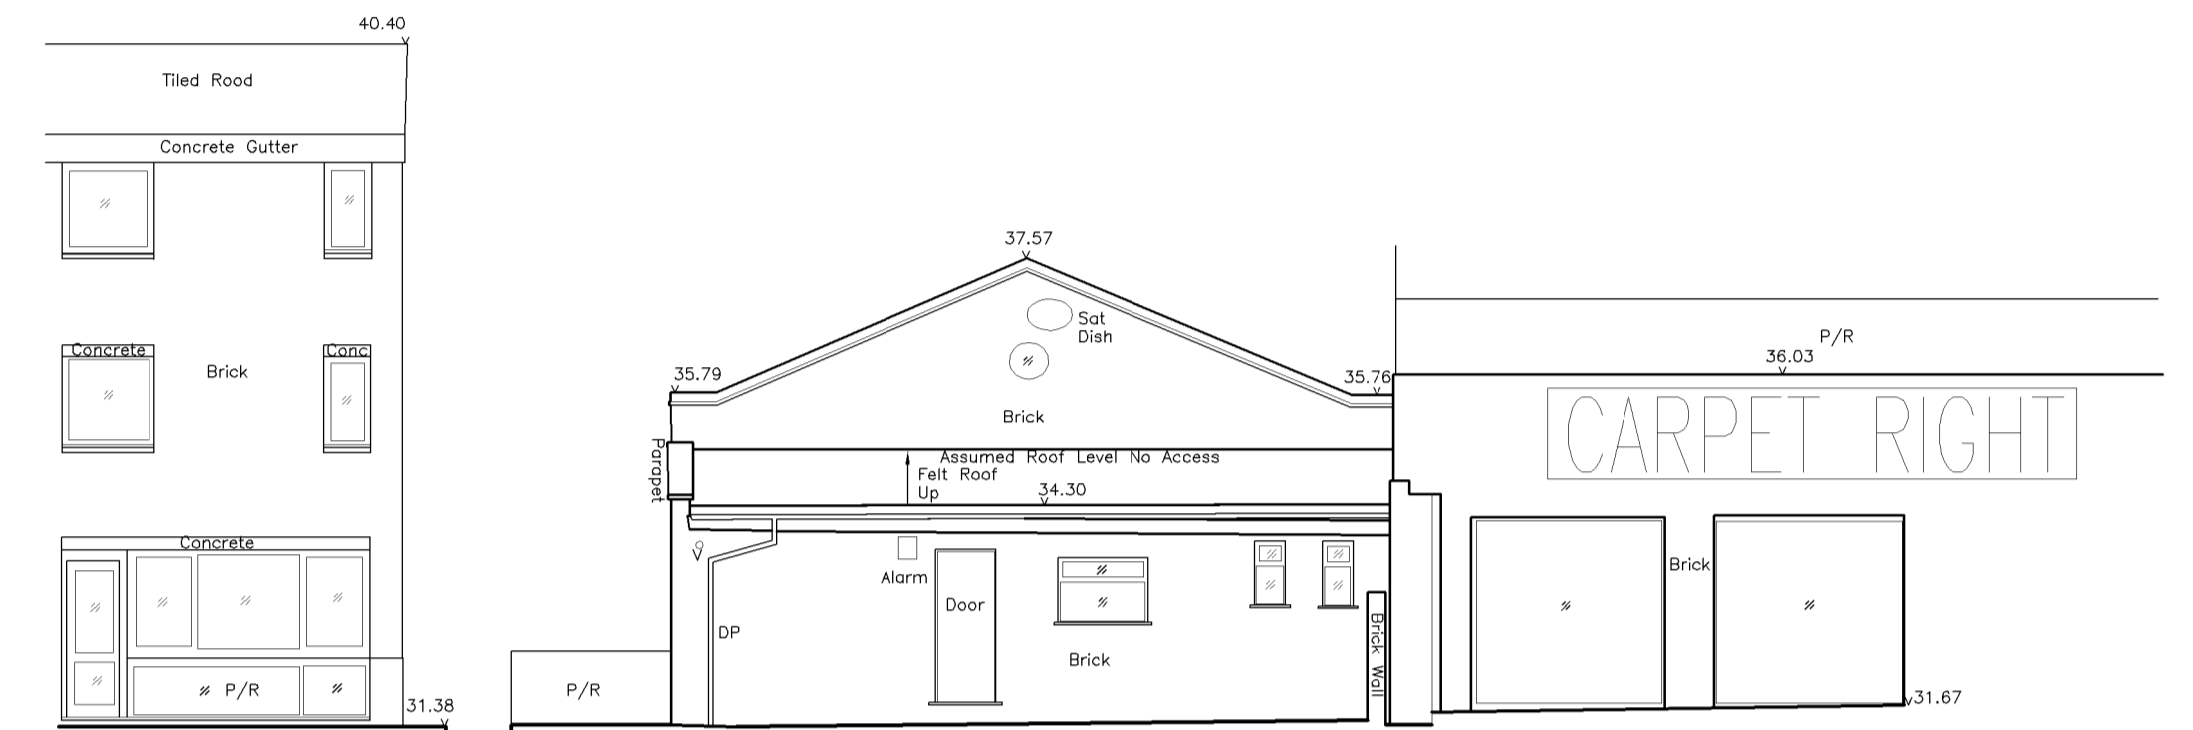 40.40
Tiled Rood
Concrete Gutter
Concrete
Conc
Brick
Concrete
P/R
31.38
37.57
Sat
Dish
35.79
35.76
Brick
Parapet
Assumed Roof Level No Access
Felt Roof
Up
34.30
Alarm
Door
DP
Brick
Brick Wall
P/R
P/R
36.03
CARPET RIGHT
Brick
31.67